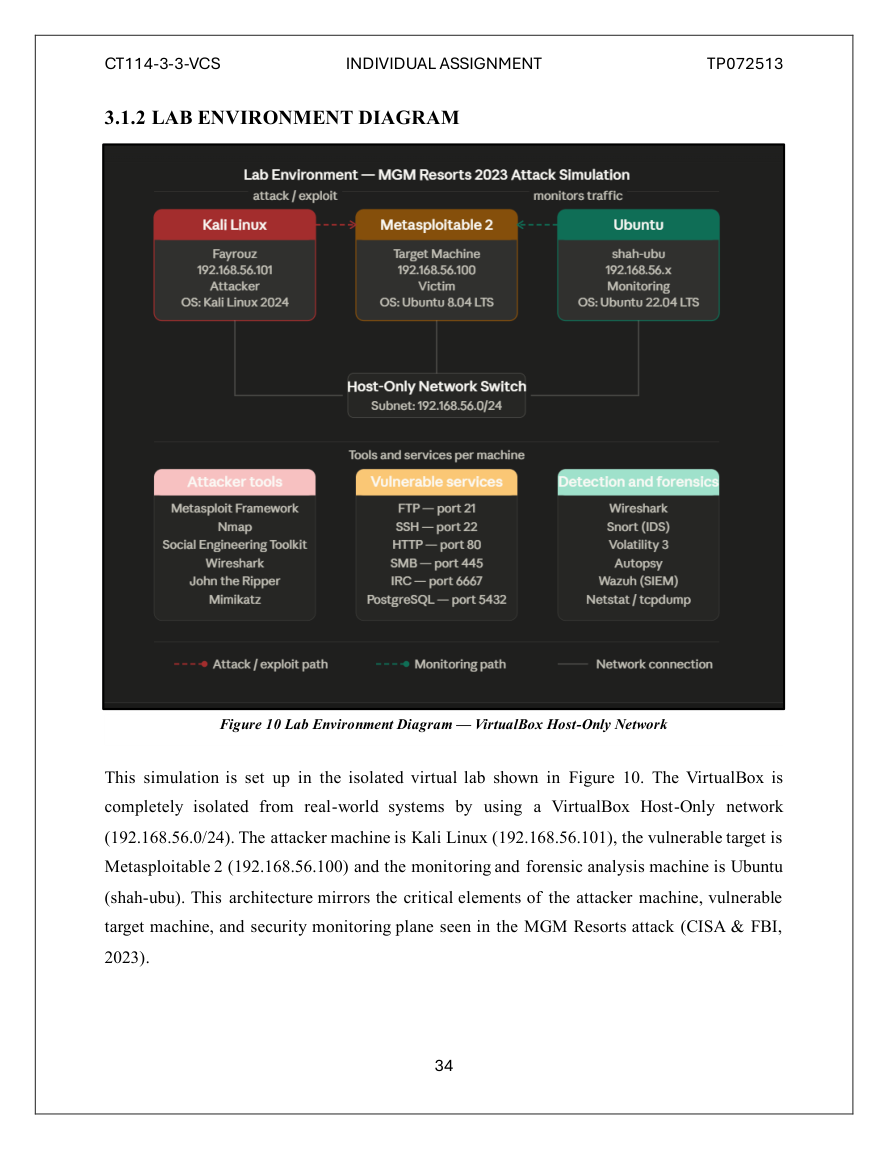 CT114-3-3-VCS INDIVIDUAL ASSIGNMENT TP072513
3.1.2 LAB ENVIRONMENT DIAGRAM
Lab Environment — MGM Resorts 2023 Attack Simulation
attack / exploit monitors traffic
Kali Linux
Fayrouz
192.168.56.101
Attacker
OS: Kali Linux 2024
Metasploitable 2
Target Machine
192.168.56.100
Victim
OS: Ubuntu 8.04 LTS
Ubuntu
shah-ubu
192.168.56.x
Monitoring
OS: Ubuntu 22.04 LTS
Host-Only Network Switch
Subnet: 192.168.56.0/24
Tools and services per machine
Attacker tools
Metasploit Framework
Nmap
Social Engineering Toolkit
Wireshark
John the Ripper
Mimikatz
Vulnerable services
FTP — port 21
SSH — port 22
HTTP — port 80
SMB — port 445
IRC — port 6667
PostgreSQL — port 5432
Detection and forensics
Wireshark
Snort (IDS)
Volatility 3
Autopsy
Wazuh (SIEM)
Netstat / tcpdump
Attack / exploit path Monitoring path Network connection
Figure 10 Lab Environment Diagram — VirtualBox Host-Only Network
This simulation is set up in the isolated virtual lab shown in Figure 10. The VirtualBox is
completely isolated from real-world systems by using a VirtualBox Host-Only network
(192.168.56.0/24). The attacker machine is Kali Linux (192.168.56.101), the vulnerable target is
Metasploitable 2 (192.168.56.100) and the monitoring and forensic analysis machine is Ubuntu
(shah-ubu). This architecture mirrors the critical elements of the attacker machine, vulnerable
target machine, and security monitoring plane seen in the MGM Resorts attack (CISA & FBI,
2023).
34